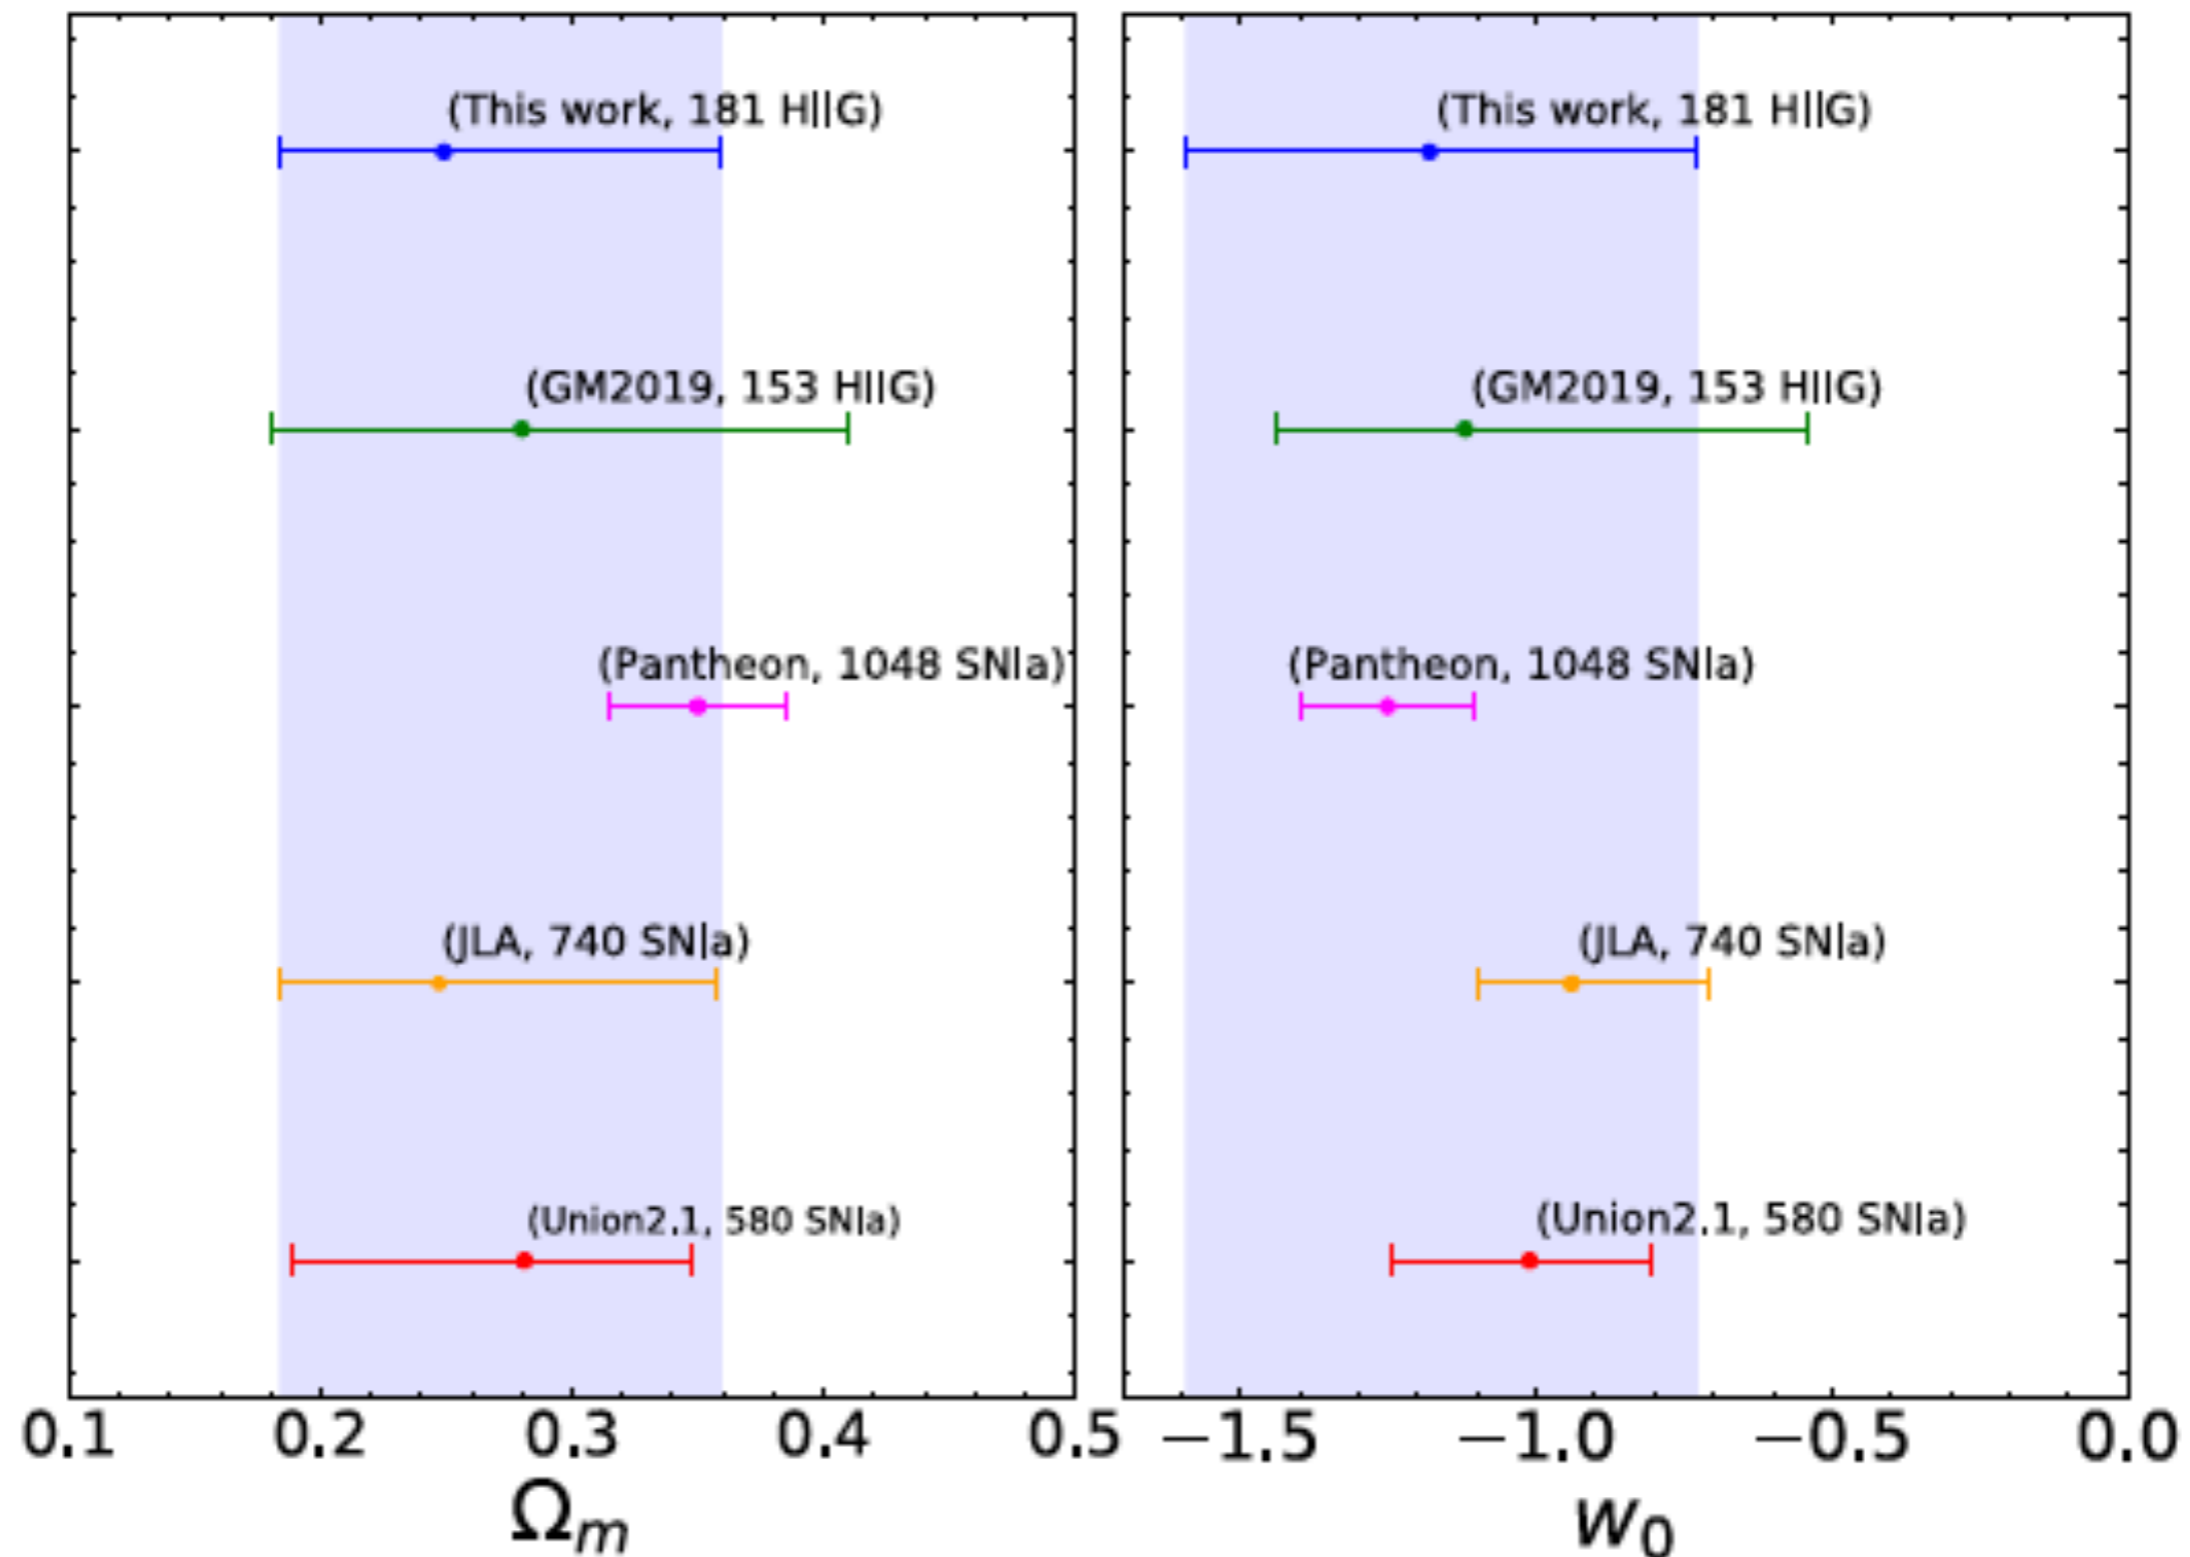 (This work, 181 H||G)
(GM2019, 153 HIIG)
(Pantheon, 1048 SNIa)
(JLA, 740 SNIa)
(Union2.1, 580 SNIa)
0.1 0.2 0.3 0.4 0.5
Ωm
(This work, 181 H||G)
(GM2019, 153 HIIG)
(Pantheon, 1048 SNIa)
(JLA, 740 SNIa)
(Union2.1, 580 SNIa)
−1.5 −1.0 −0.5 0.0
w0